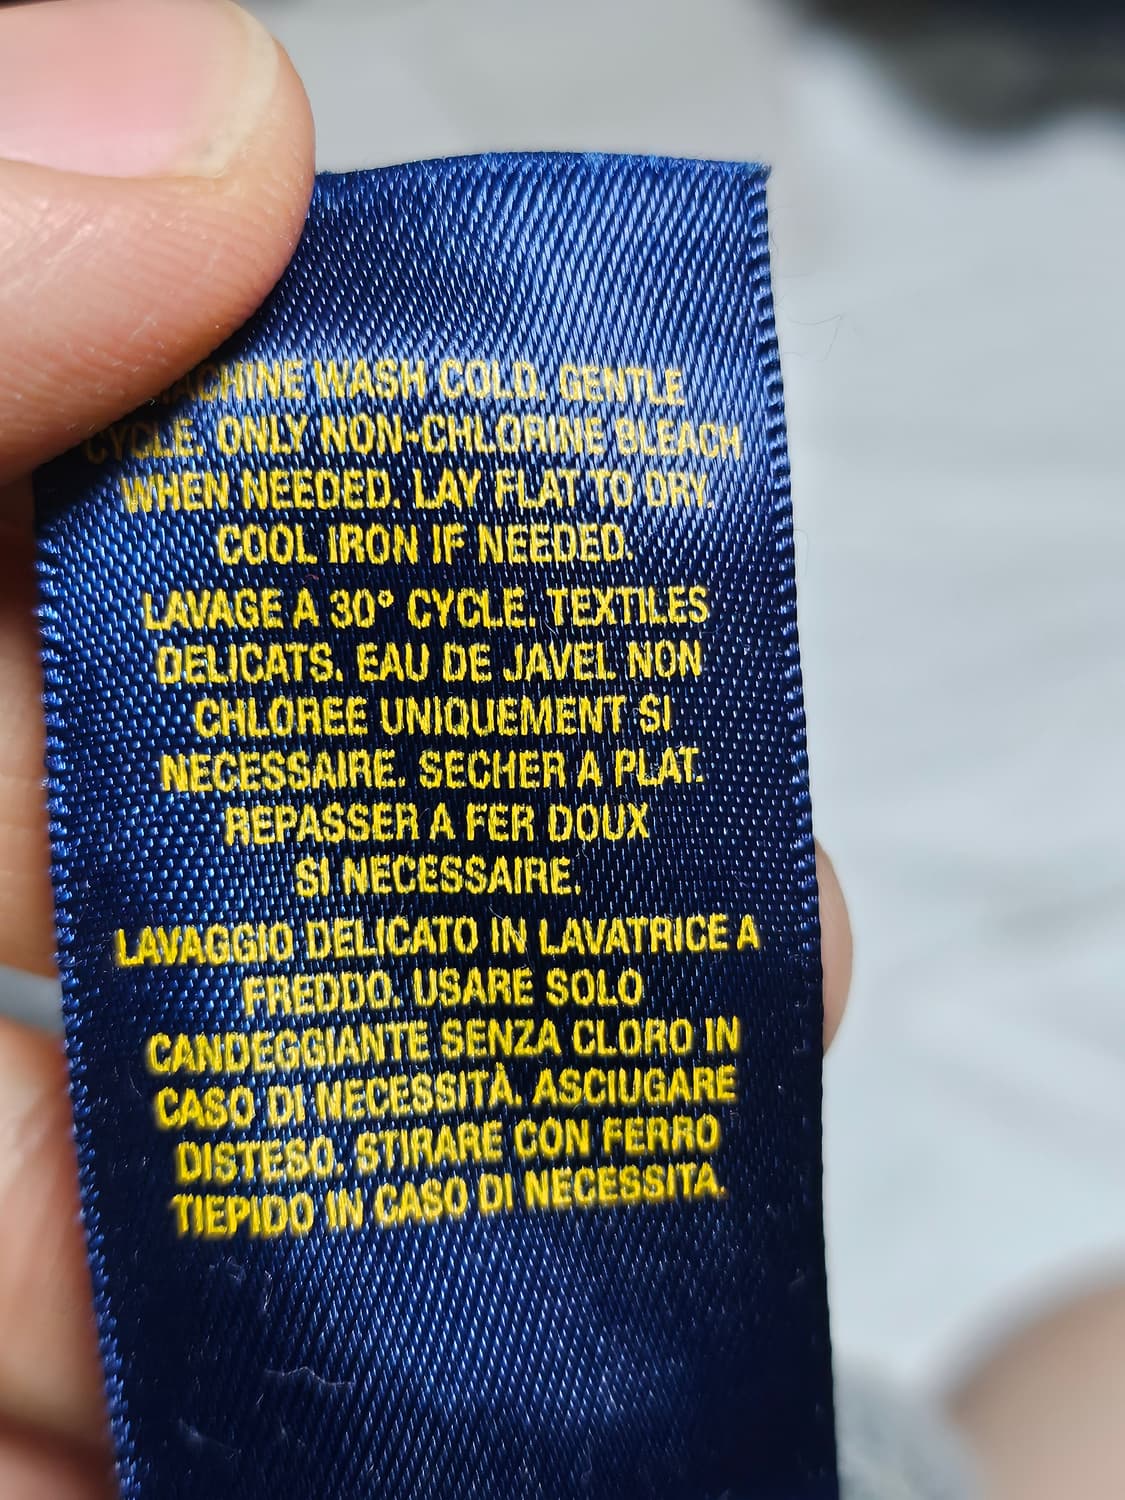 MACHINE WASH COLD. GENTLE
CYCLE. ONLY NON-CHLORINE BLEACH
WHEN NEEDED. LAY FLAT TO DRY.
COOL IRON IF NEEDED.
LAVAGE A 30° CYCLE. TEXTILES
DELICATS. EAU DE JAVEL NON
CHLOREE UNIQUEMENT SI
NECESSAIRE. SECHER A PLAT.
REPASSER A FER DOUX
SI NECESSAIRE.
LAVAGGIO DELICATO IN LAVATRICE A
FREDDO. USARE SOLO
CANDEGGIANTE SENZA CLORO IN
CASO DI NECESSITÀ. ASCIUGARE
DISTESO. STIRARE CON FERRO
TIEPIDO IN CASO DI NECESSITÀ.